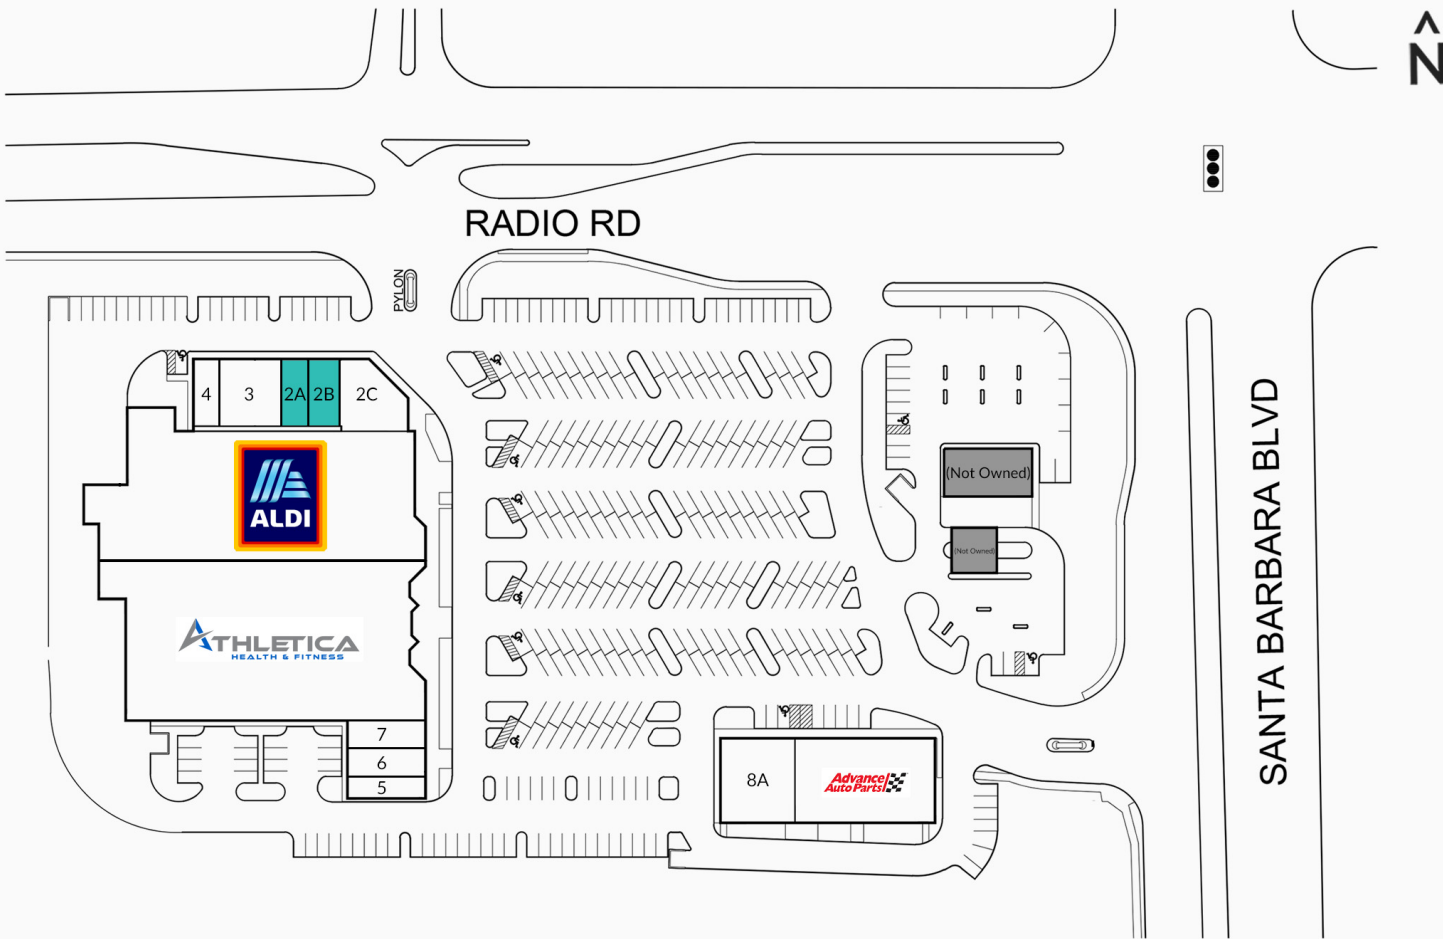 N
RADIO RD
PYLON
4
3
2A
2B
2C
(Not Owned)
ALDI
(Not Owned)
ATHLETICA
HEALTH & FITNESS
7
6
5
8A
Advance
Auto Parts
SANTA BARBARA BLVD